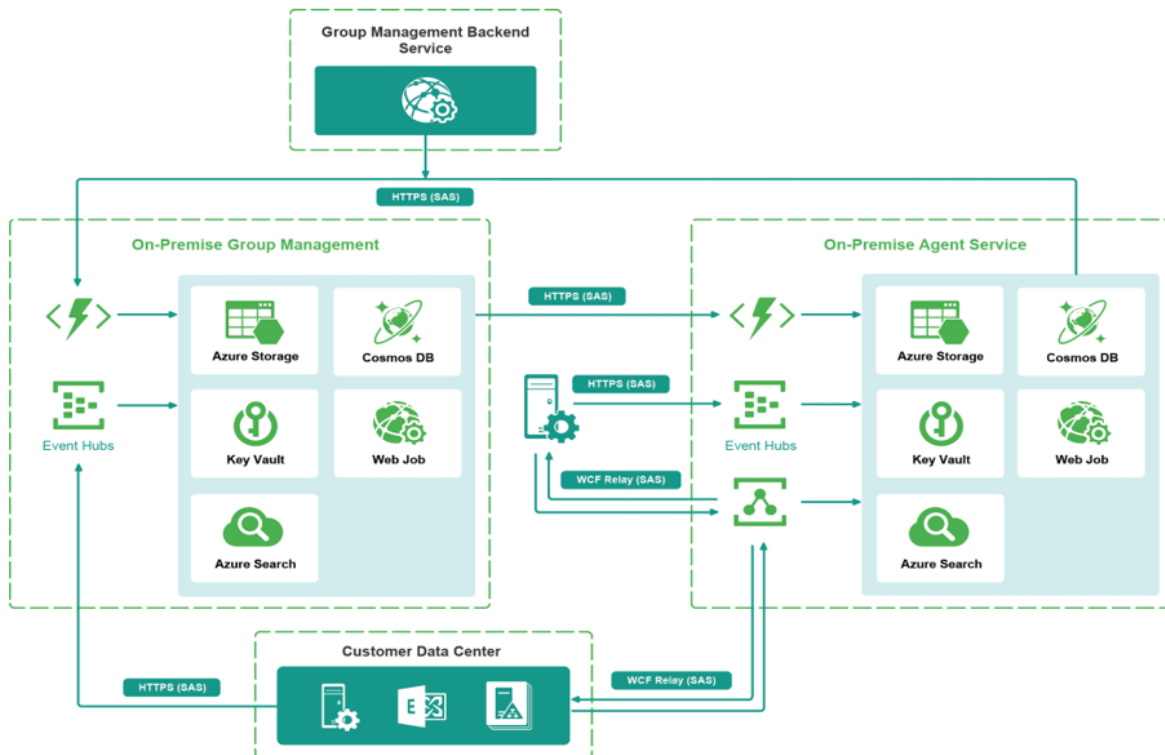 Group Management Backend
Service
HTTPS (SAS)
On-Premise Group Management
On-Premise Agent Service
Azure Storage
Cosmos DB
HTTPS (SAS)
Azure Storage
Cosmos DB
Event Hubs
Key Vault
Web Job
HTTPS (SAS)
Event Hubs
Key Vault
Web Job
WCF Relay (SAS)
Azure Search
Azure Search
Customer Data Center
HTTPS (SAS)
WCF Relay (SAS)
E